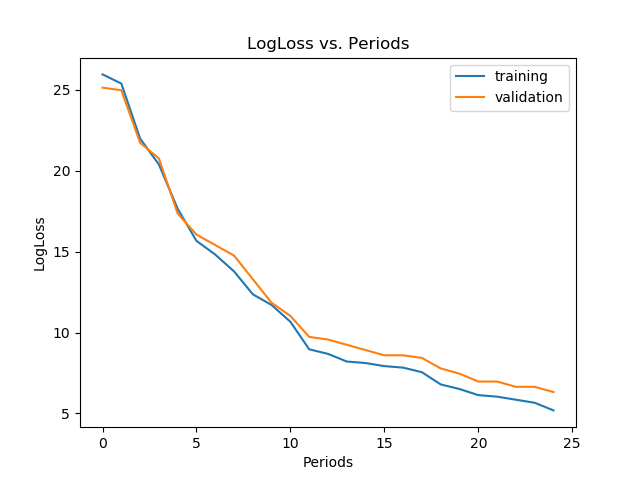 LogLoss vs. Periods
training
validation
LogLoss
25
20
15
10
5
0 5 10 15 20 25
Periods